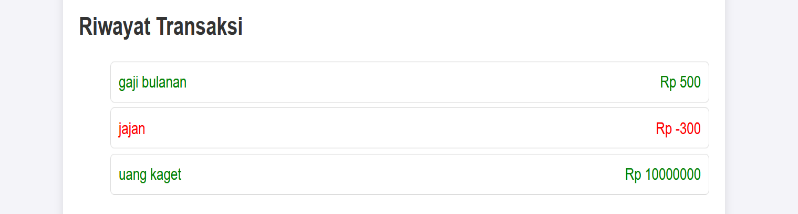 Riwayat Transaksi
gaji bulanan Rp 500
jajan Rp -300
uang kaget Rp 10000000